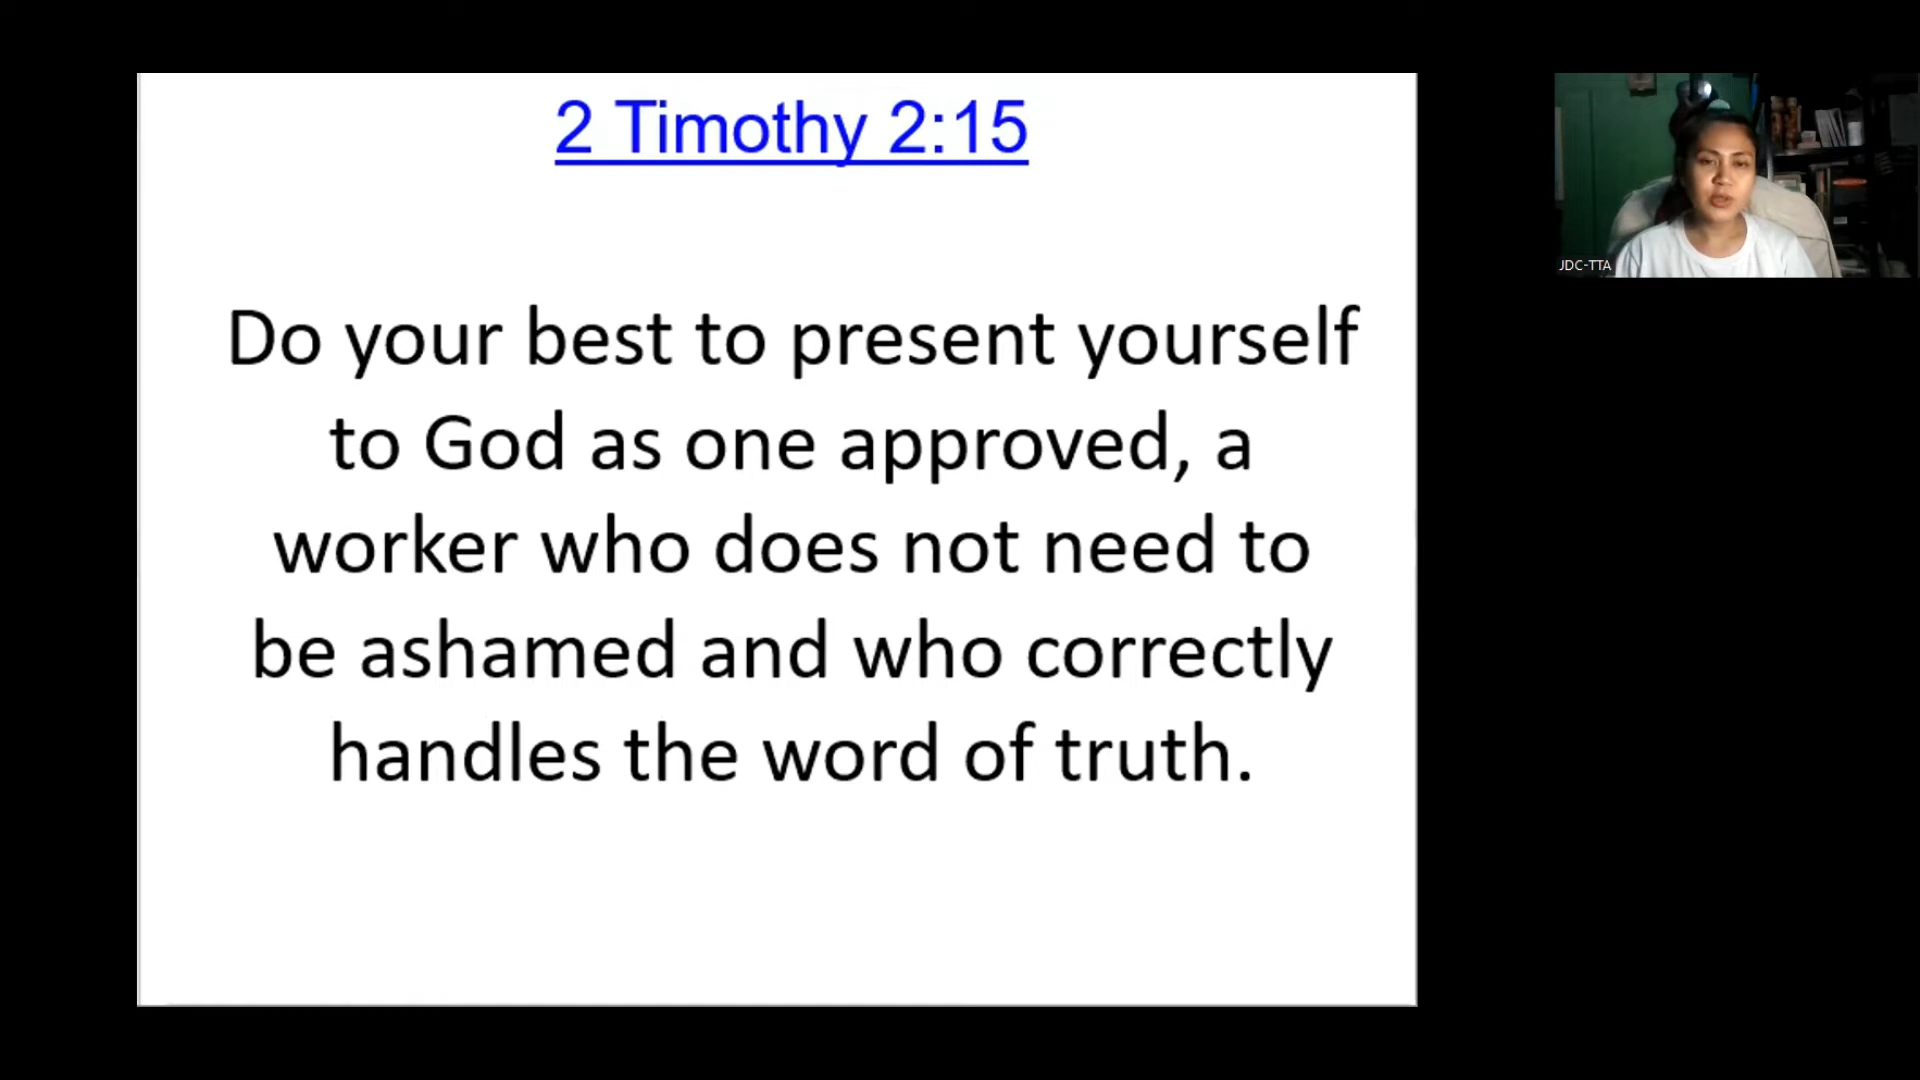 2 Timothy 2:15
Do your best to present yourself
to God as one approved, a
worker who does not need to
be ashamed and who correctly
handles the word of truth.
JDC-TTA